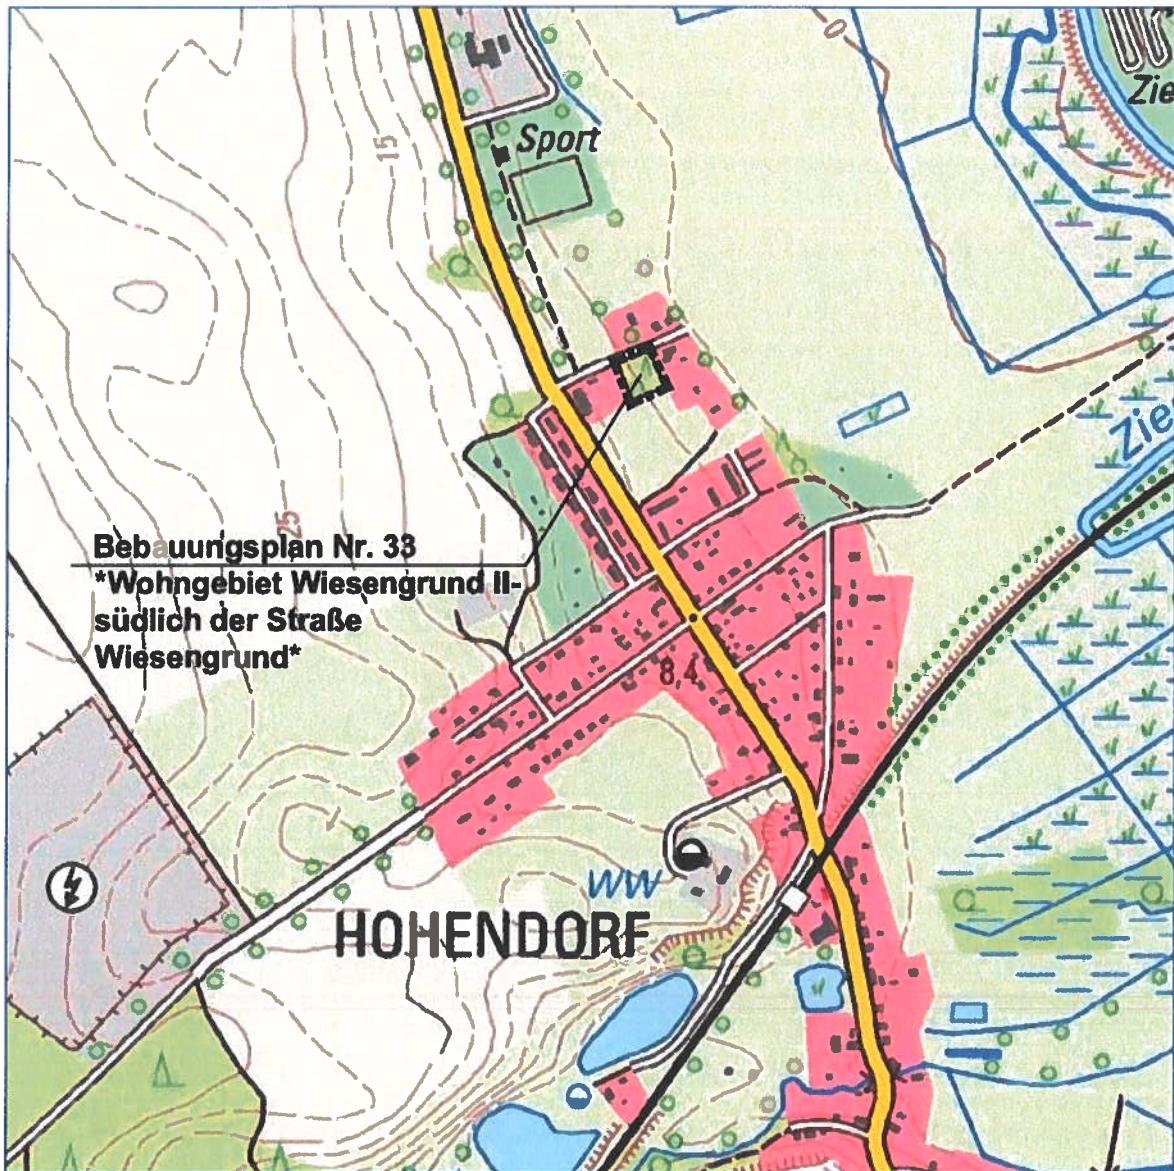 Zie
Sport
15
0
Zie
25
Bebauungsplan Nr. 33
*Wohngebiet Wiesengrund II-
südlich der Straße
Wiesengrund*
8,4
WW
HOHENDORF